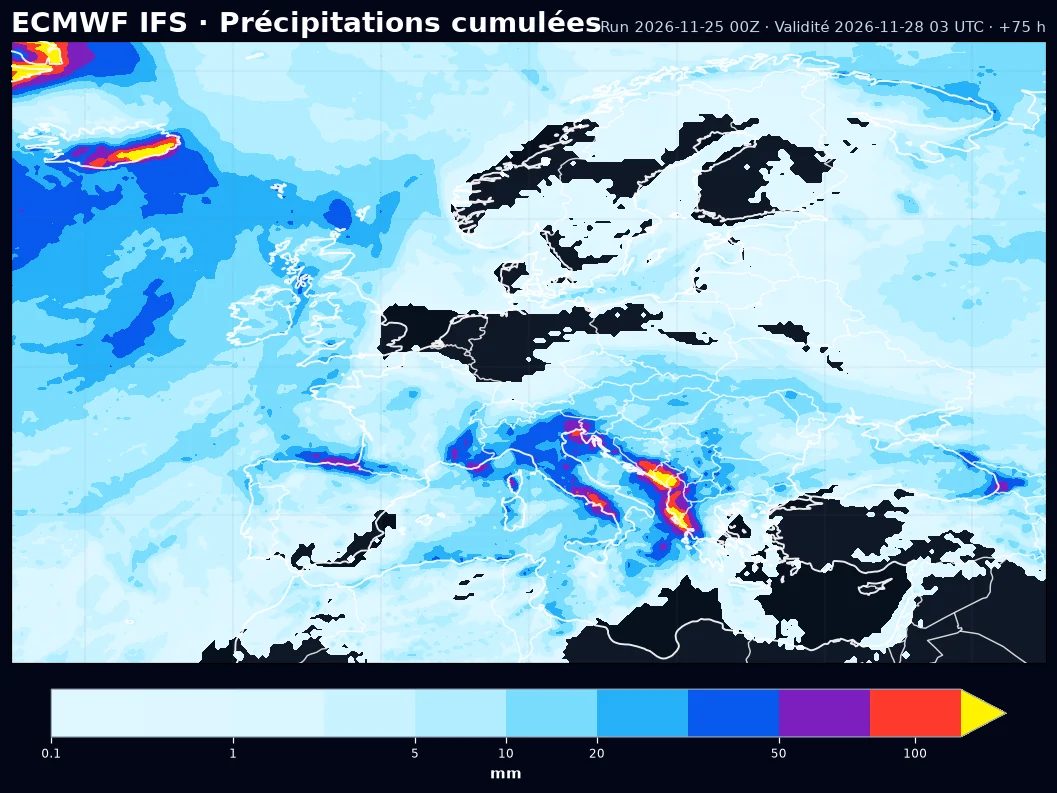 ECMWF IFS · Précipitations cumulées
Run 2026-11-25 00Z · Validité 2026-11-28 03 UTC · +75 h
0.1 1 5 10 20 50 100
mm